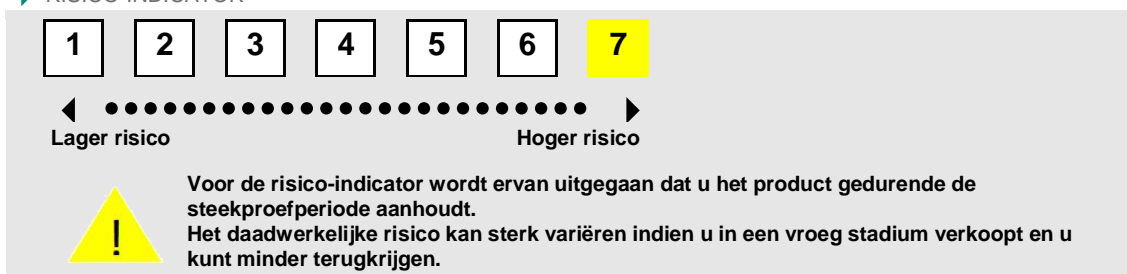 RISICO-INDICATOR
1 2 3 4 5 6 7
Lager risico Hoger risico
Voor de risico-indicator wordt ervan uitgegaan dat u het product gedurende de
steekproefperiode aanhoudt.
! Het daadwerkelijke risico kan sterk variëren indien u in een vroeg stadium verkoopt en u
kunt minder terugkrijgen.